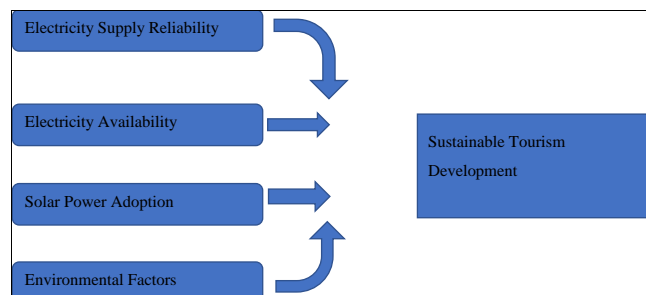 Electricity Supply Reliability
Electricity Availability
Sustainable Tourism
Development
Solar Power Adoption
Environmental Factors